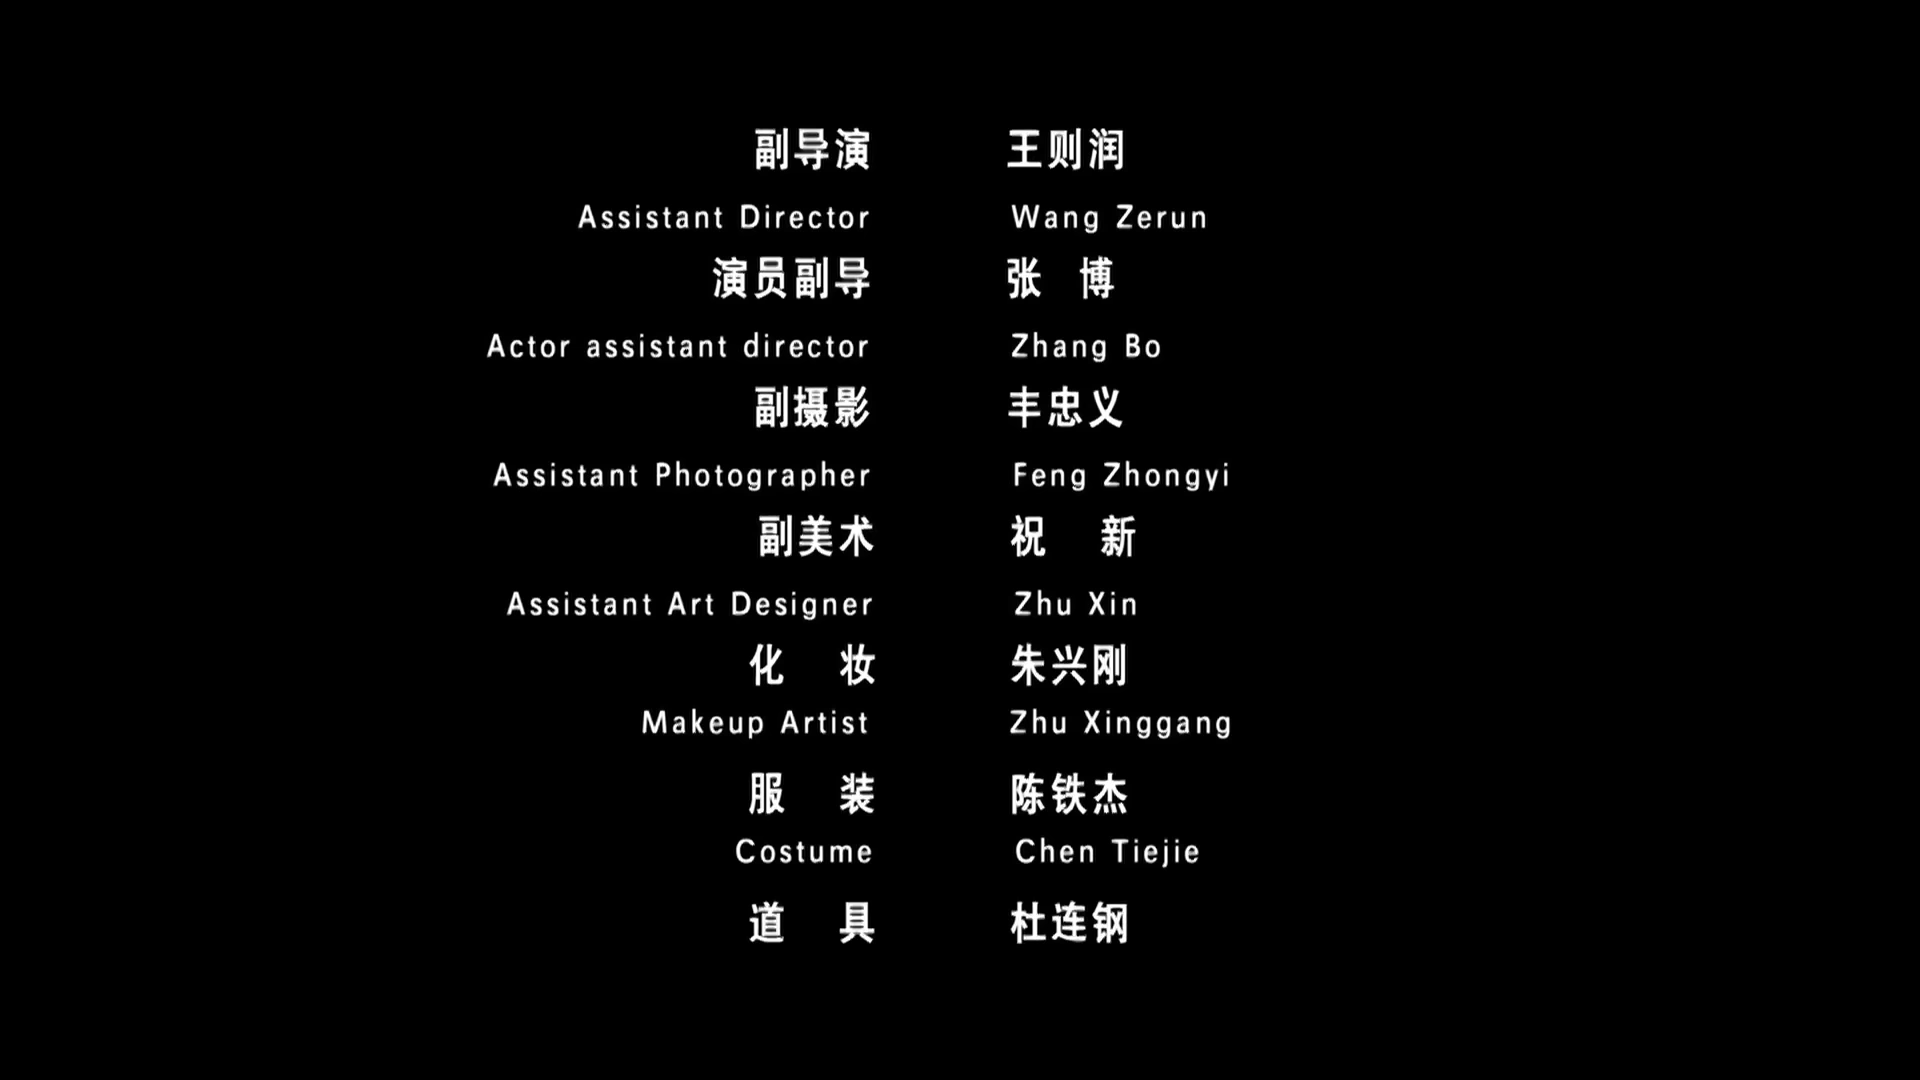 副导演 王则润
Assistant Director Wang Zerun
演员副导 张 博
Actor assistant director Zhang Bo
副摄影 丰忠义
Assistant Photographer Feng Zhongyi
副美术 祝 新
Assistant Art Designer Zhu Xin
化 妆 朱兴刚
Makeup Artist Zhu Xinggang
服 装 陈铁杰
Costume Chen Tiejie
道 具 杜连钢